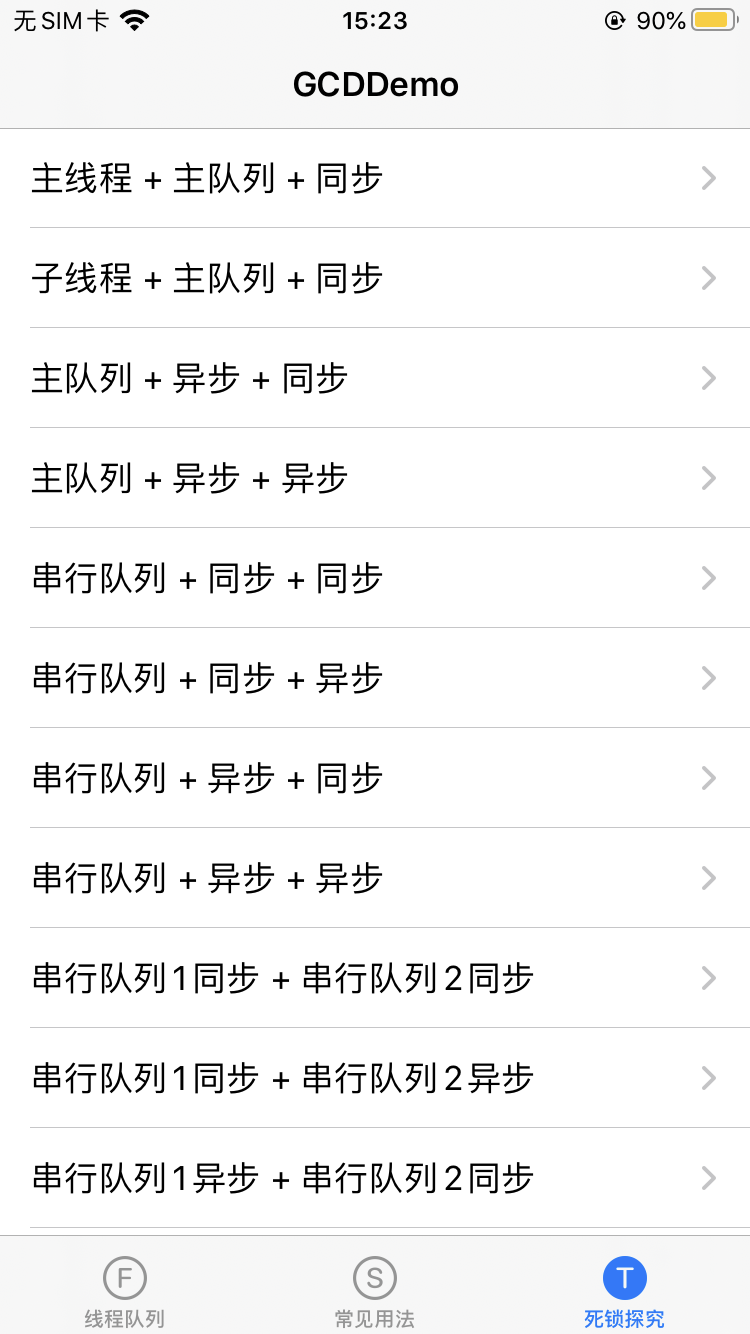 无SIM卡 15:23 90%
GCDDemo
主线程 + 主队列 + 同步
子线程 + 主队列 + 同步
主队列 + 异步 + 同步
主队列 + 异步 + 异步
串行队列 + 同步 + 同步
串行队列 + 同步 + 异步
串行队列 + 异步 + 同步
串行队列 + 异步 + 异步
串行队列1同步 + 串行队列2同步
串行队列1同步 + 串行队列2异步
串行队列1异步 + 串行队列2同步
F S T
线程队列 常见用法 死锁探究